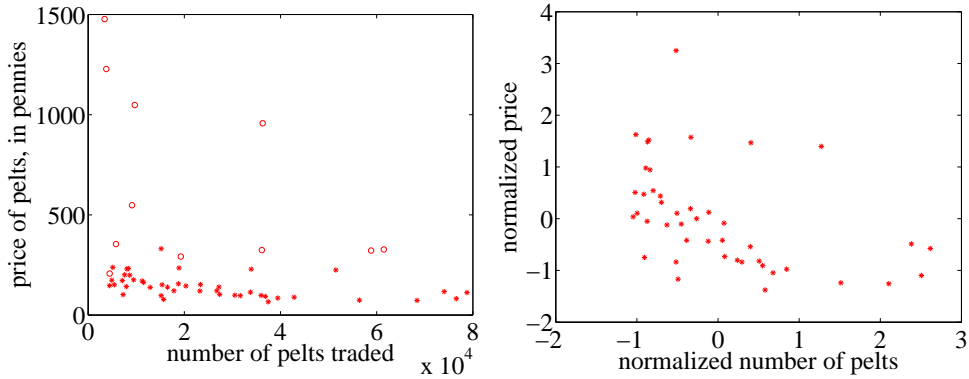 price of pelts, in pennies
1500
1000
500
0
0 2 4 6 8
x 10^4
number of pelts traded
normalized price
4
3
2
1
0
−1
−2
−2 −1 0 1 2 3
normalized number of pelts